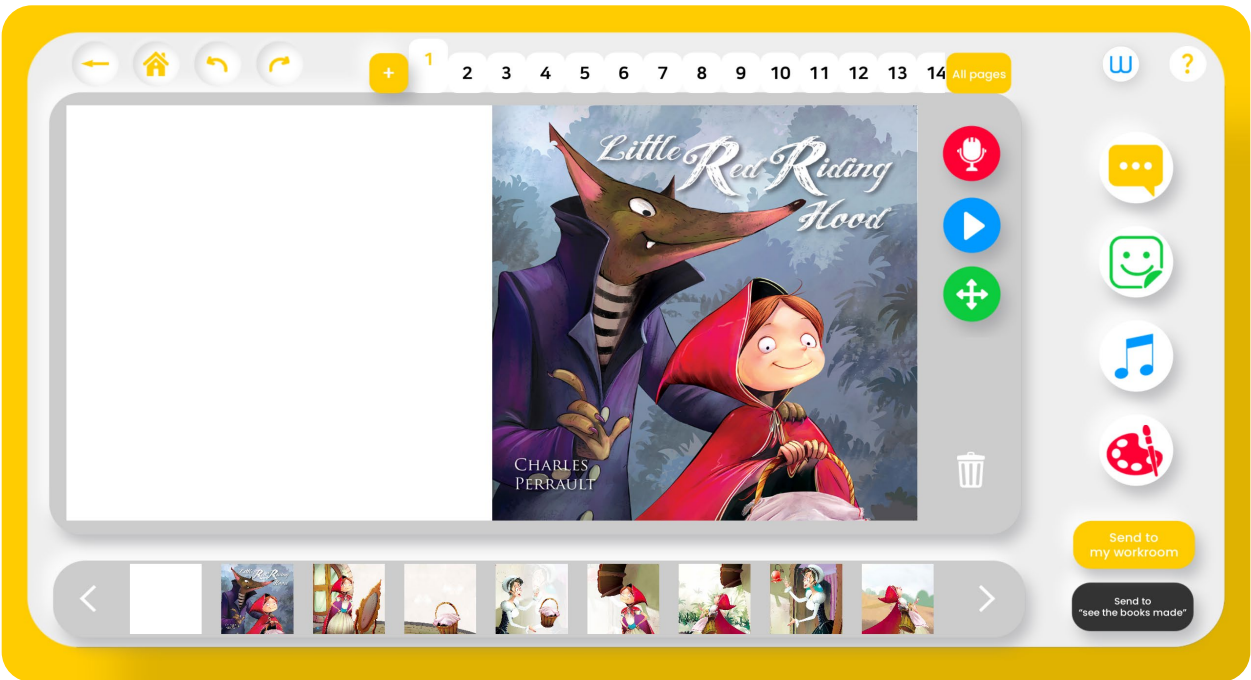 + 1 2 3 4 5 6 7 8 9 10 11 12 13 14 All pages
W ?
Little Red Riding
Hood
CHARLES
PERRAULT
Send to
my workroom
Send to
"see the books made"